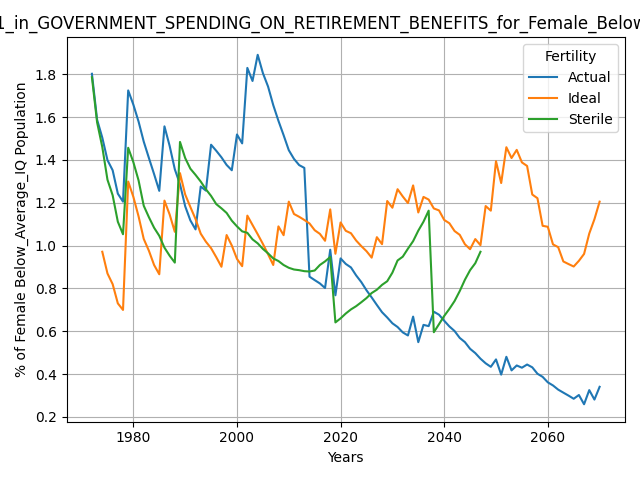 1_in_GOVERNMENT_SPENDING_ON_RETIREMENT_BENEFITS_for_Female_Below
% of Female Below_Average_IQ Population
1.8
1.6
1.4
1.2
1.0
0.8
0.6
0.4
0.2
Fertility
Actual
Ideal
Sterile
1980 2000 2020 2040 2060
Years